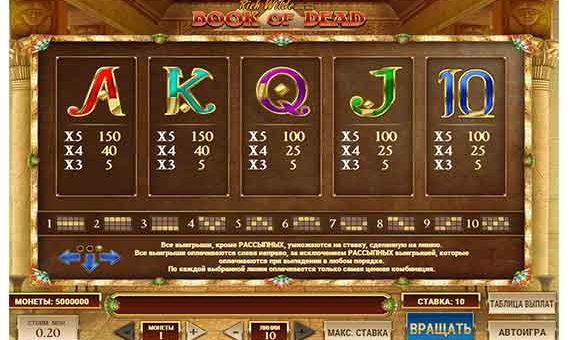 Rich Wilde
BOOK OF DEAD
A K Q J 10
X5 150 X5 150 X5 100 X5 100 X5 100
X4 40 X4 40 X4 25 X4 25 X4 25
X3 5 X3 5 X3 5 X3 5 X3 5
1 2 3 4 5 6 7 8 9 10
Все выигрыши, кроме РАССЫПНЫХ, умножаются на ставку, сделанную на линию.
Все выигрыши оплачиваются слева направо, за исключением РАССЫПНЫХ выигрышей, которые
оплачиваются при выпадении в любом порядке.
По каждой выбранной линии оплачивается только самая ценная комбинация.
МОНЕТЫ: 5000000 СТАВКА: 10 ТАБЛИЦА ВЫПЛАТ
СТОИМ. МОН. МОНЕТЫ ЛИНИИ
0.20 1 10 МАКС. СТАВКА ВРАЩАТЬ АВТОИГРА